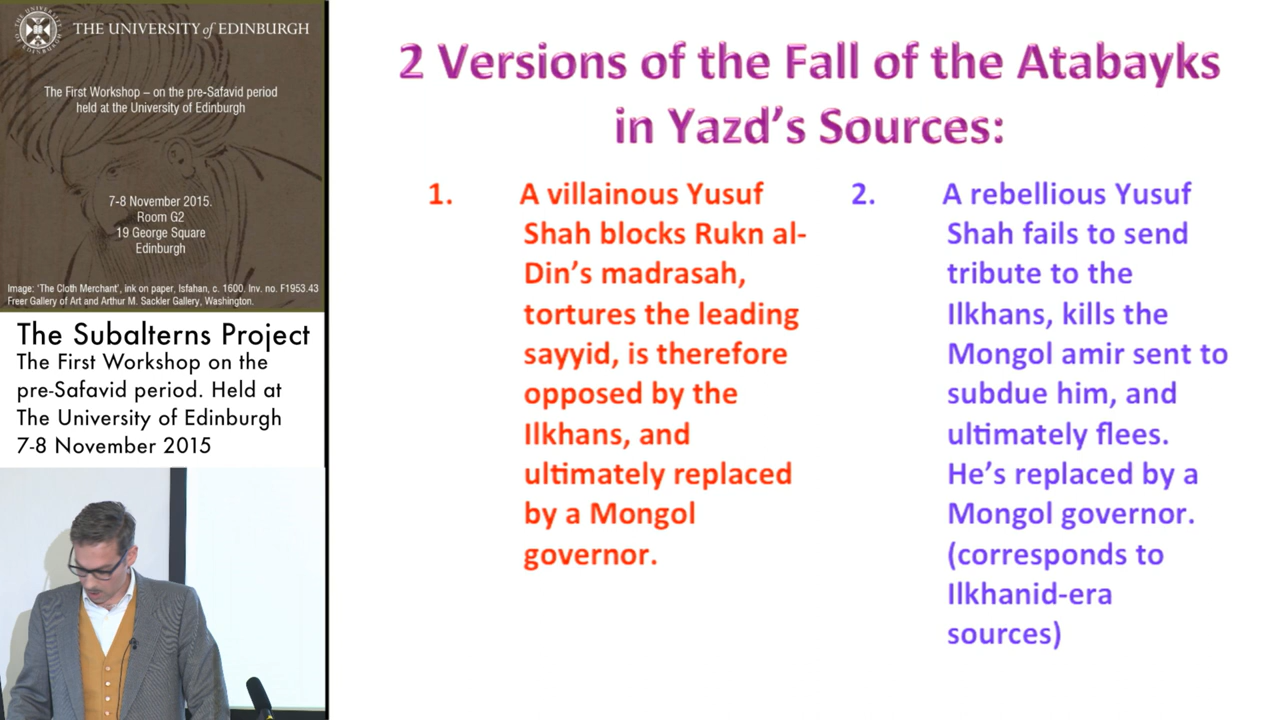 THE UNIVERSITY of EDINBURGH
The First Workshop – on the pre-Safavid period
held at the University of Edinburgh
7-8 November 2015.
Room G2
19 George Square
Edinburgh
Image: 'The Cloth Merchant', ink on paper, Isfahan, c. 1600. Inv. no. F1953.43
Freer Gallery of Art and Arthur M. Sackler Gallery, Washington.
The Subalterns Project
The First Workshop on the
pre-Safavid period. Held at
The University of Edinburgh
7-8 November 2015
2 Versions of the Fall of the Atabayks
in Yazd's Sources:
1. A villainous Yusuf
Shah blocks Rukn al-
Din's madrasah,
tortures the leading
sayyid, is therefore
opposed by the
Ilkhans, and
ultimately replaced
by a Mongol
governor.
2. A rebellious Yusuf
Shah fails to send
tribute to the
Ilkhans, kills the
Mongol amir sent to
subdue him, and
ultimately flees.
He's replaced by a
Mongol governor.
(corresponds to
Ilkhanid-era
sources)